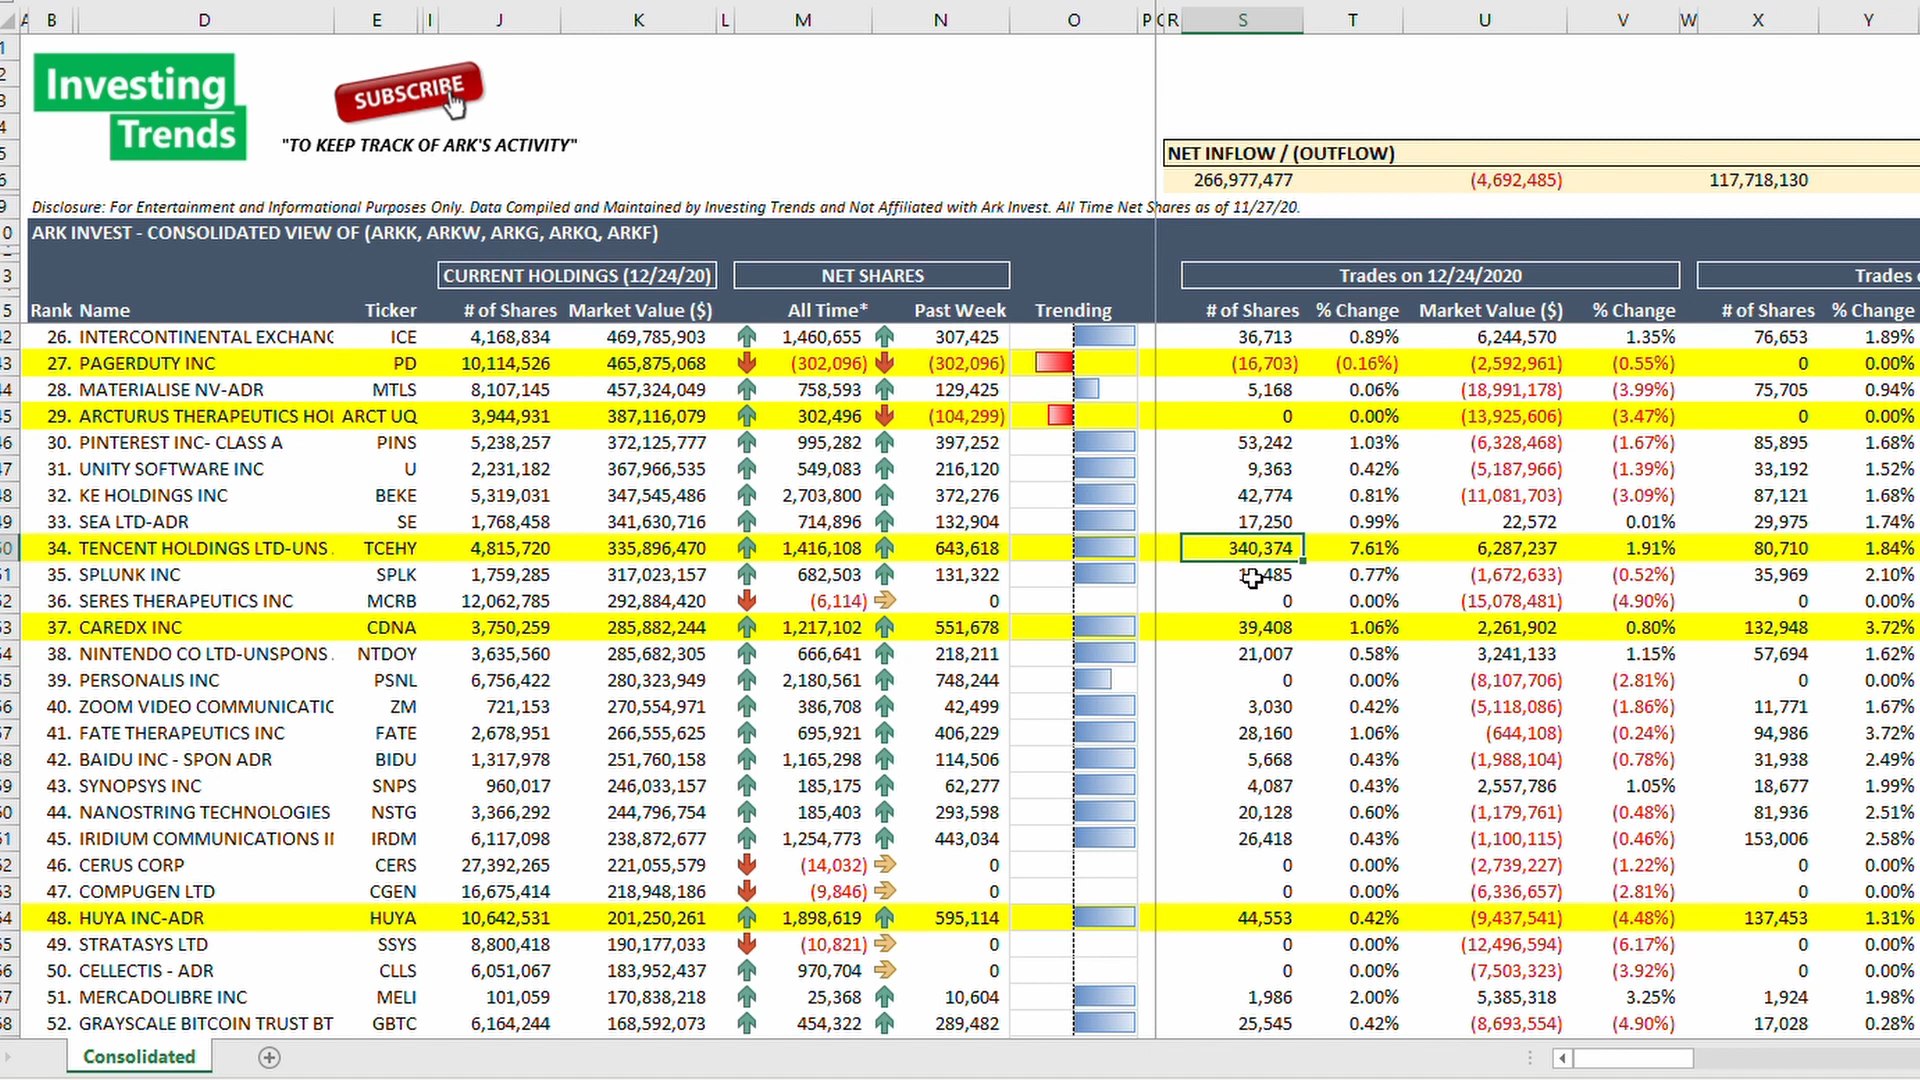 A B D E I J K L M N O P Q R S T U V W X Y
Investing
Trends
SUBSCRIBE
"TO KEEP TRACK OF ARK'S ACTIVITY"
NET INFLOW / (OUTFLOW)
266,977,477 (4,692,485) 117,718,130
Disclosure: For Entertainment and Informational Purposes Only. Data Compiled and Maintained by Investing Trends and Not Affiliated with Ark Invest. All Time Net Shares as of 11/27/20.
ARK INVEST - CONSOLIDATED VIEW OF (ARKK, ARKW, ARKG, ARKQ, ARKF)
CURRENT HOLDINGS (12/24/20) NET SHARES Trades on 12/24/2020 Trades
Rank Name Ticker # of Shares Market Value ($) All Time* Past Week Trending # of Shares % Change Market Value ($) % Change # of Shares % Change
26. INTERCONTINENTAL EXCHANG ICE 4,168,834 469,785,903 1,460,655 307,425 36,713 0.89% 6,244,570 1.35% 76,653 1.89%
27. PAGERDUTY INC PD 10,114,526 465,875,068 (302,096) (302,096) (16,703) (0.16%) (2,592,961) (0.55%) 0 0.00%
28. MATERIALISE NV-ADR MTLS 8,107,145 457,324,049 758,593 129,425 5,168 0.06% (18,991,178) (3.99%) 75,705 0.94%
29. ARCTURUS THERAPEUTICS HOL ARCT UQ 3,944,931 387,116,079 302,496 (104,299) 0 0.00% (13,925,606) (3.47%) 0 0.00%
30. PINTEREST INC- CLASS A PINS 5,238,257 372,125,777 995,282 397,252 53,242 1.03% (6,328,468) (1.67%) 85,895 1.68%
31. UNITY SOFTWARE INC U 2,231,182 367,966,535 549,083 216,120 9,363 0.42% (5,187,966) (1.39%) 33,192 1.52%
32. KE HOLDINGS INC BEKE 5,319,031 347,545,486 2,703,800 372,276 42,774 0.81% (11,081,703) (3.09%) 87,121 1.68%
33. SEA LTD-ADR SE 1,768,458 341,630,716 714,896 132,904 17,250 0.99% 22,572 0.01% 29,975 1.74%
34. TENCENT HOLDINGS LTD-UNS . TCEHY 4,815,720 335,896,470 1,416,108 643,618 340,374 7.61% 6,287,237 1.91% 80,710 1.84%
35. SPLUNK INC SPLK 1,759,285 317,023,157 682,503 131,322 0.77% (1,672,633) (0.52%) 35,969 2.10%
36. SERES THERAPEUTICS INC MCRB 12,062,785 292,884,420 (6,114) 0 0 0.00% (15,078,481) (4.90%) 0 0.00%
37. CAREDX INC CDNA 3,750,259 285,882,244 1,217,102 551,678 39,408 1.06% 2,261,902 0.80% 132,948 3.72%
38. NINTENDO CO LTD-UNSPONS . NTDOY 3,635,560 285,682,305 666,641 218,211 21,007 0.58% 3,241,133 1.15% 57,694 1.62%
39. PERSONALIS INC PSNL 6,756,422 280,323,949 2,180,561 748,244 0 0.00% (8,107,706) (2.81%) 0 0.00%
40. ZOOM VIDEO COMMUNICATIC ZM 721,153 270,554,971 386,708 42,499 3,030 0.42% (5,118,086) (1.86%) 11,771 1.67%
41. FATE THERAPEUTICS INC FATE 2,678,951 266,555,625 695,921 406,229 28,160 1.06% (644,108) (0.24%) 94,986 3.72%
42. BAIDU INC - SPON ADR BIDU 1,317,978 251,760,158 1,165,298 114,506 5,668 0.43% (1,988,104) (0.78%) 31,938 2.49%
43. SYNOPSYS INC SNPS 960,017 246,033,157 185,175 62,277 4,087 0.43% 2,557,786 1.05% 18,677 1.99%
44. NANOSTRING TECHNOLOGIES NSTG 3,366,292 244,796,754 185,403 293,598 20,128 0.60% (1,179,761) (0.48%) 81,936 2.51%
45. IRIDIUM COMMUNICATIONS II IRDM 6,117,098 238,872,677 1,254,773 443,034 26,418 0.43% (1,100,115) (0.46%) 153,006 2.58%
46. CERUS CORP CERS 27,392,265 221,055,579 (14,032) 0 0 0.00% (2,739,227) (1.22%) 0 0.00%
47. COMPUGEN LTD CGEN 16,675,414 218,948,186 (9,846) 0 0 0.00% (6,336,657) (2.81%) 0 0.00%
48. HUYA INC-ADR HUYA 10,642,531 201,250,261 1,898,619 595,114 44,553 0.42% (9,437,541) (4.48%) 137,453 1.31%
49. STRATASYS LTD SSYS 8,800,418 190,177,033 (10,821) 0 0 0.00% (12,496,594) (6.17%) 0 0.00%
50. CELLECTIS - ADR CLLS 6,051,067 183,952,437 970,704 0 0 0.00% (7,503,323) (3.92%) 0 0.00%
51. MERCADOLIBRE INC MELI 101,059 170,838,218 25,368 10,604 1,986 2.00% 5,385,318 3.25% 1,924 1.98%
52. GRAYSCALE BITCOIN TRUST BT GBTC 6,164,244 168,592,073 454,322 289,482 25,545 0.42% (8,693,554) (4.90%) 17,028 0.28%
Consolidated